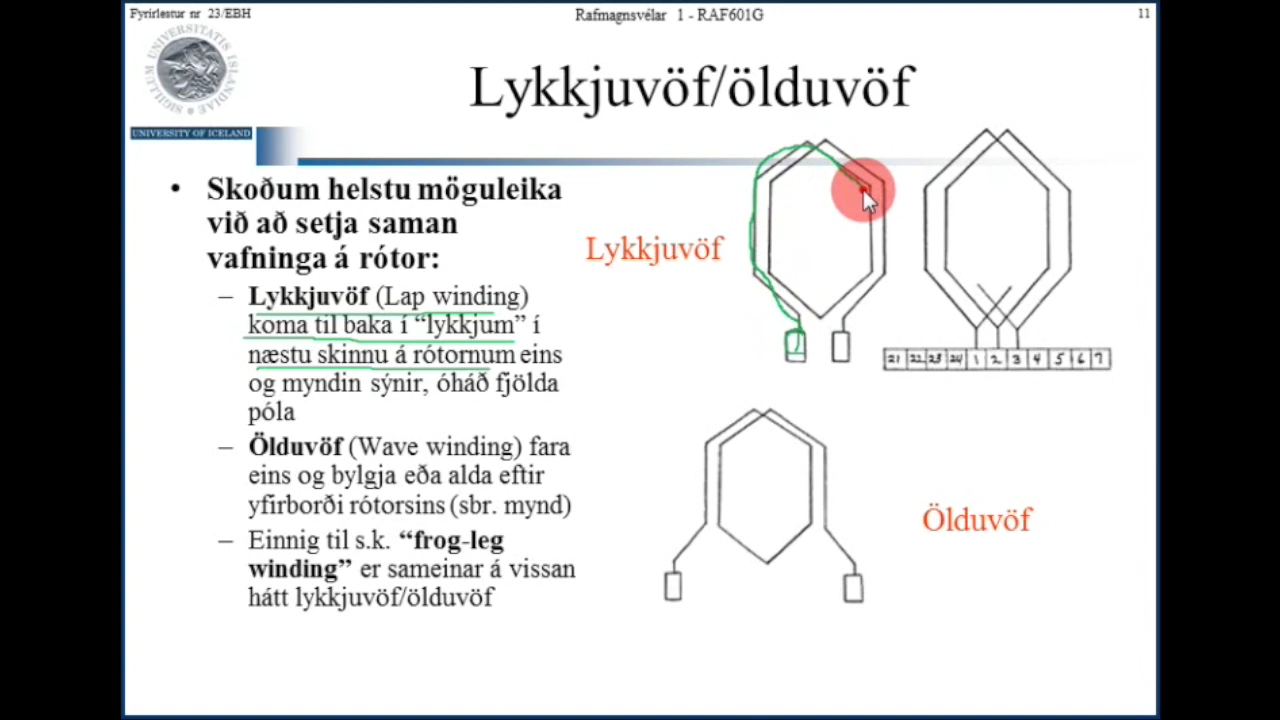 Fyrirlestur nr 23/EBH
Rafmagnsvélar 1 - RAF601G
11
SIGILLUM UNIVERSITATIS ISLANDIAE
UNIVERSITY OF ICELAND
Lykkjuvöf/ölduvöf
• Skoðum helstu möguleika
við að setja saman
vafninga á rótor:
– Lykkjuvöf (Lap winding)
koma til baka í “lykkjum” í
næstu skinnu á rótornum eins
og myndin sýnir, óháð fjölda
póla
– Ölduvöf (Wave winding) fara
eins og bylgja eða alda eftir
yfirborði rótorsins (sbr. mynd)
– Einnig til s.k. “frog-leg
winding” er sameinar á vissan
hátt lykkjuvöf/ölduvöf
Lykkjuvöf
21 22 23 24 1 2 3 4 5 6 7
Ölduvöf